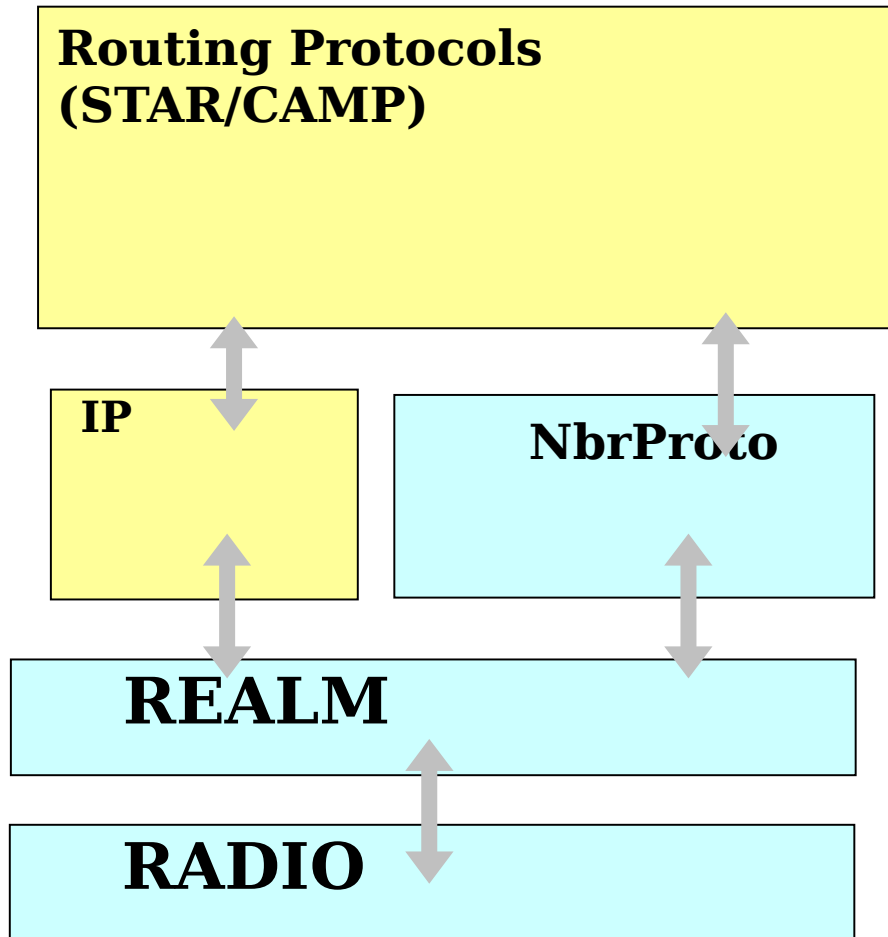 Routing Protocols
(STAR/CAMP)
IP
NbrProto
REALM
RADIO